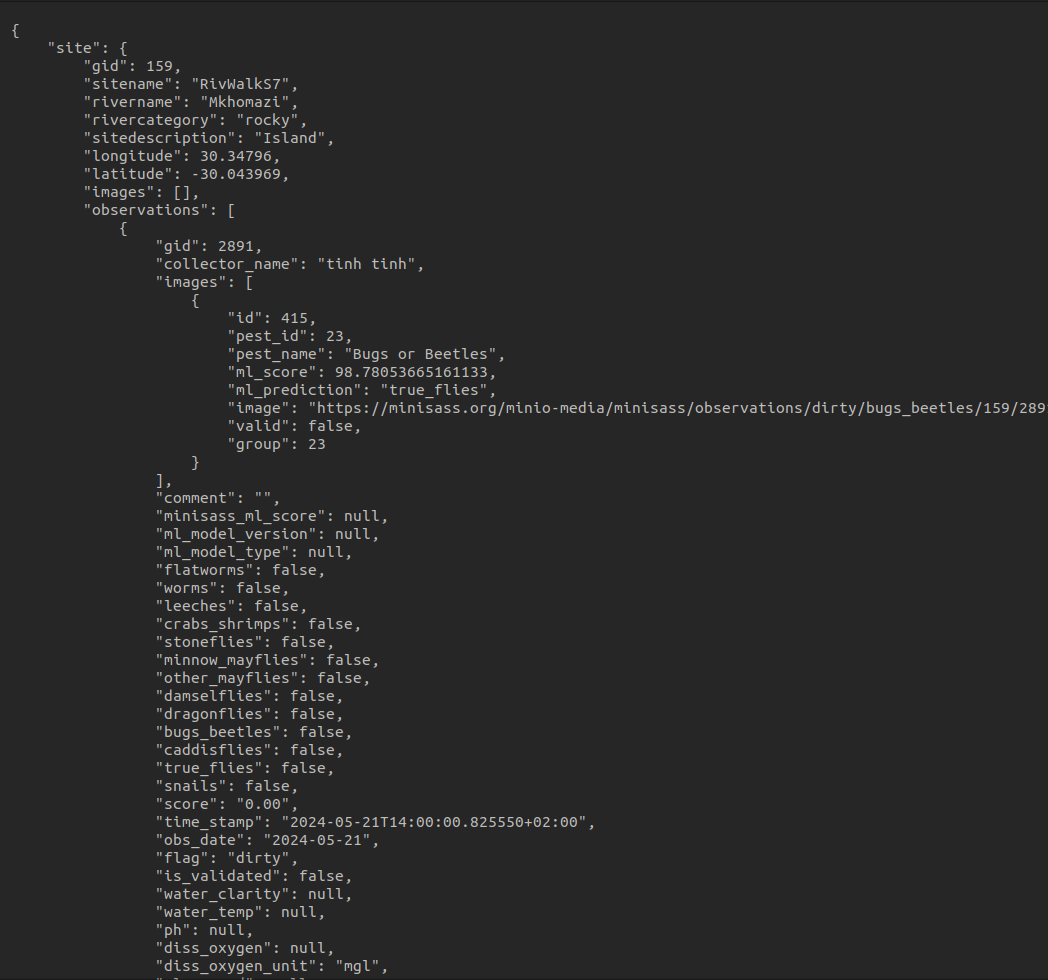 {
"site": {
"gid": 159,
"sitename": "RivWalkS7",
"rivername": "Mkhomazi",
"rivercategory": "rocky",
"sitedescription": "Island",
"longitude": 30.34796,
"latitude": -30.043969,
"images": [],
"observations": [
{
"gid": 2891,
"collector_name": "tinh tinh",
"images": [
{
"id": 415,
"pest_id": 23,
"pest_name": "Bugs or Beetles",
"ml_score": 98.78053665161133,
"ml_prediction": "true_flies",
"image": "https://minisass.org/minio-media/minisass/observations/dirty/bugs_beetles/159/289
"valid": false,
"group": 23
}
],
"comment": "",
"minisass_ml_score": null,
"ml_model_version": null,
"ml_model_type": null,
"flatworms": false,
"worms": false,
"leeches": false,
"crabs_shrimps": false,
"stoneflies": false,
"minnow_mayflies": false,
"other_mayflies": false,
"damselflies": false,
"dragonflies": false,
"bugs_beetles": false,
"caddisflies": false,
"true_flies": false,
"snails": false,
"score": "0.00",
"time_stamp": "2024-05-21T14:00:00.825550+02:00",
"obs_date": "2024-05-21",
"flag": "dirty",
"is_validated": false,
"water_clarity": null,
"water_temp": null,
"ph": null,
"diss_oxygen": null,
"diss_oxygen_unit": "mgl",